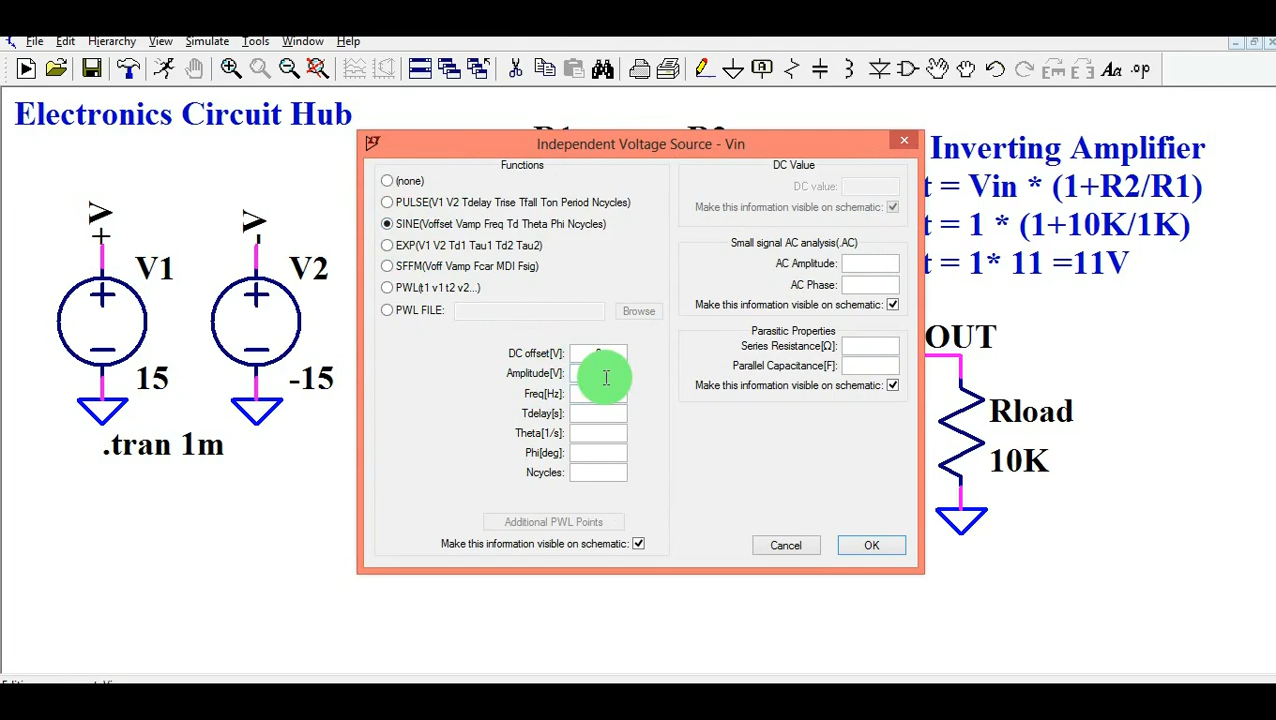 File Edit Hierarchy View Simulate Tools Window Help
Aa .op
Electronics Circuit Hub
Independent Voltage Source - Vin
Functions
(none)
PULSE(V1 V2 Tdelay Trise Tfall Ton Period Ncycles)
SINE(Voffset Vamp Freq Td Theta Phi Ncycles)
EXP(V1 V2 Td1 Tau1 Td2 Tau2)
SFFM(Voff Vamp Fcar MDI Fsig)
PWL(t1 v1 t2 v2...)
PWL FILE:
Browse
DC offset[V]:
Amplitude[V]:
Freq[Hz]:
Tdelay[s]:
Theta[1/s]:
Phi[deg]:
Ncycles:
Additional PWL Points
Make this information visible on schematic:
DC Value
DC value:
Make this information visible on schematic:
Small signal AC analysis(.AC)
AC Amplitude:
AC Phase:
Make this information visible on schematic:
Parasitic Properties
Series Resistance[Ω]:
Parallel Capacitance[F]:
Make this information visible on schematic:
Cancel
OK
Inverting Amplifier
t = Vin * (1+R2/R1)
t = 1 * (1+10K/1K)
t = 1* 11 =11V
V+
V-
V1
V2
15
-15
.tran 1m
OUT
Rload
10K